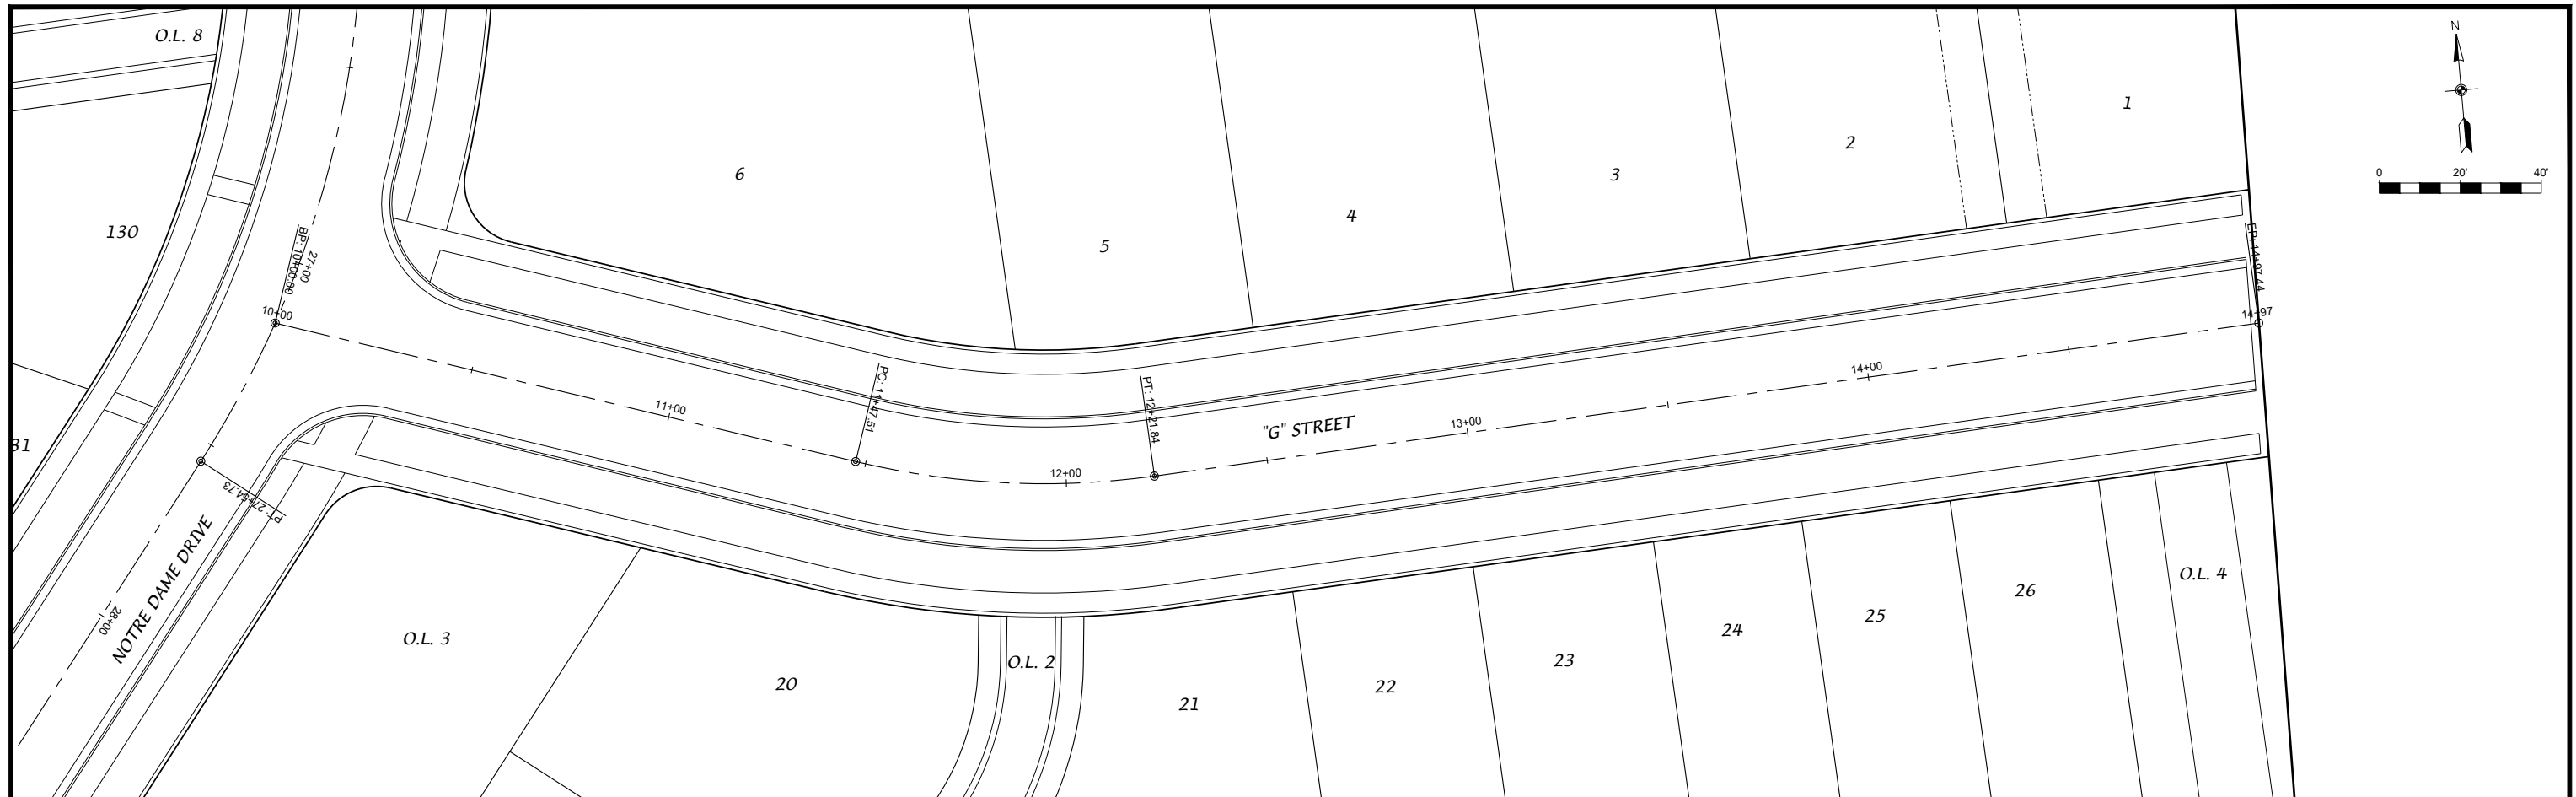 O.L. 8
N
1
2
0 20' 40'
6
3
4
130
5
BP: 10+00.00
27+00
EP: 14+97.44
10+00
14+97
14+00
PC: 11+47.51
PT: 12+21.84
11+00
"G" STREET
13+00
31
12+00
PT: 27+54.73
NOTRE DAME DRIVE
28+00
O.L. 4
26
25
24
O.L. 3
O.L. 2
23
20
22
21